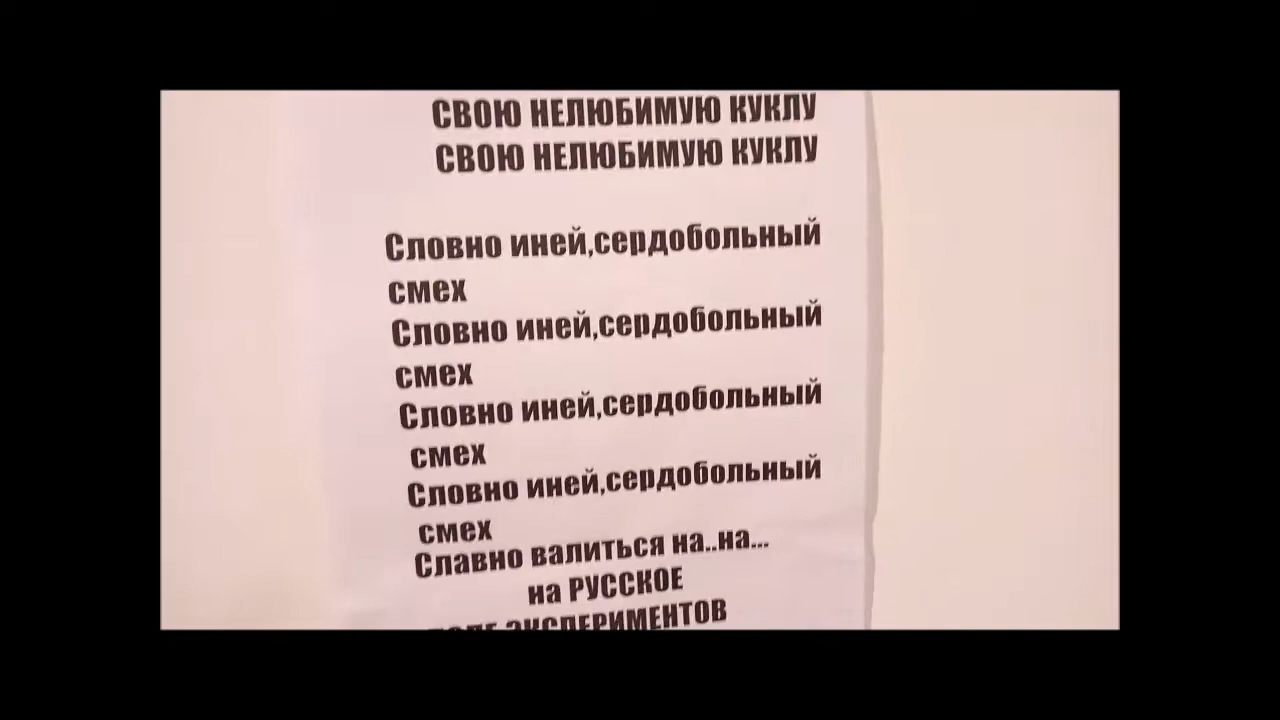 СВОЮ НЕЛЮБИМУЮ КУКЛУ
СВОЮ НЕЛЮБИМУЮ КУКЛУ
Словно иней,сердобольный
смех
Словно иней,сердобольный
смех
Словно иней,сердобольный
смех
Словно иней,сердобольный
смех
Славно валиться на..на...
на РУССКОЕ
ПОЛЕ ЭКСПЕРИМЕНТОВ